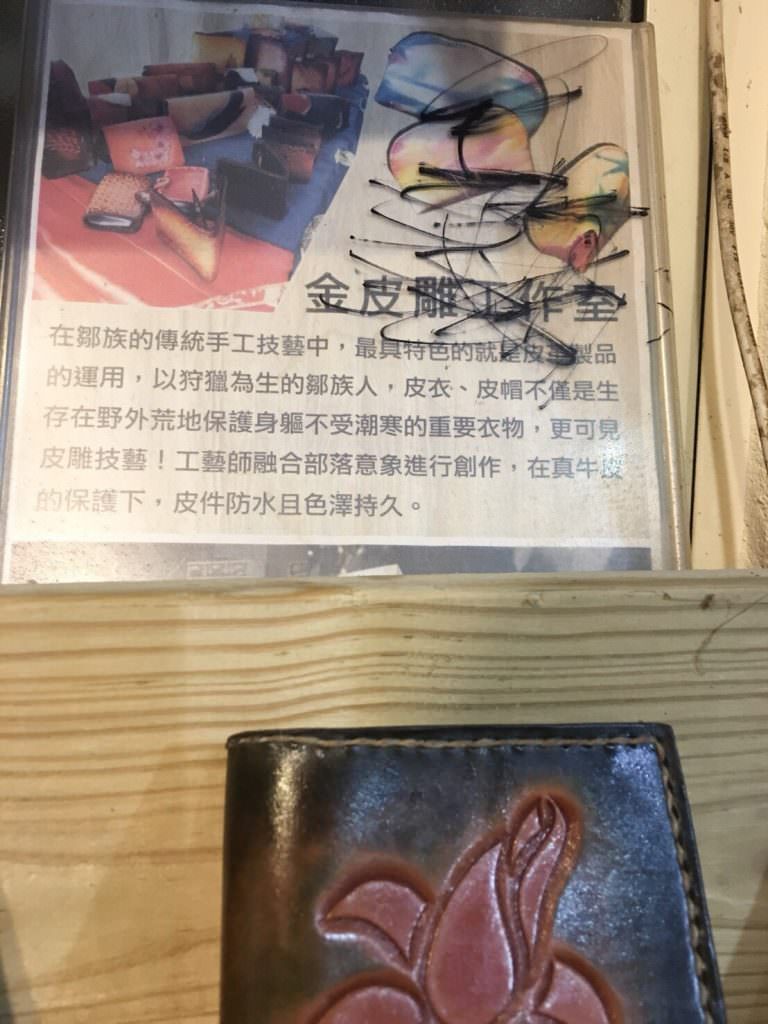 金皮雕工作室
在鄒族的傳統手工技藝中，最具特色的就是皮革製品
的運用，以狩獵為生的鄒族人，皮衣、皮帽不僅是生
存在野外荒地保護身軀不受潮寒的重要衣物，更可見
皮雕技藝！工藝師融合部落意象進行創作，在真牛皮
的保護下，皮件防水且色澤持久。